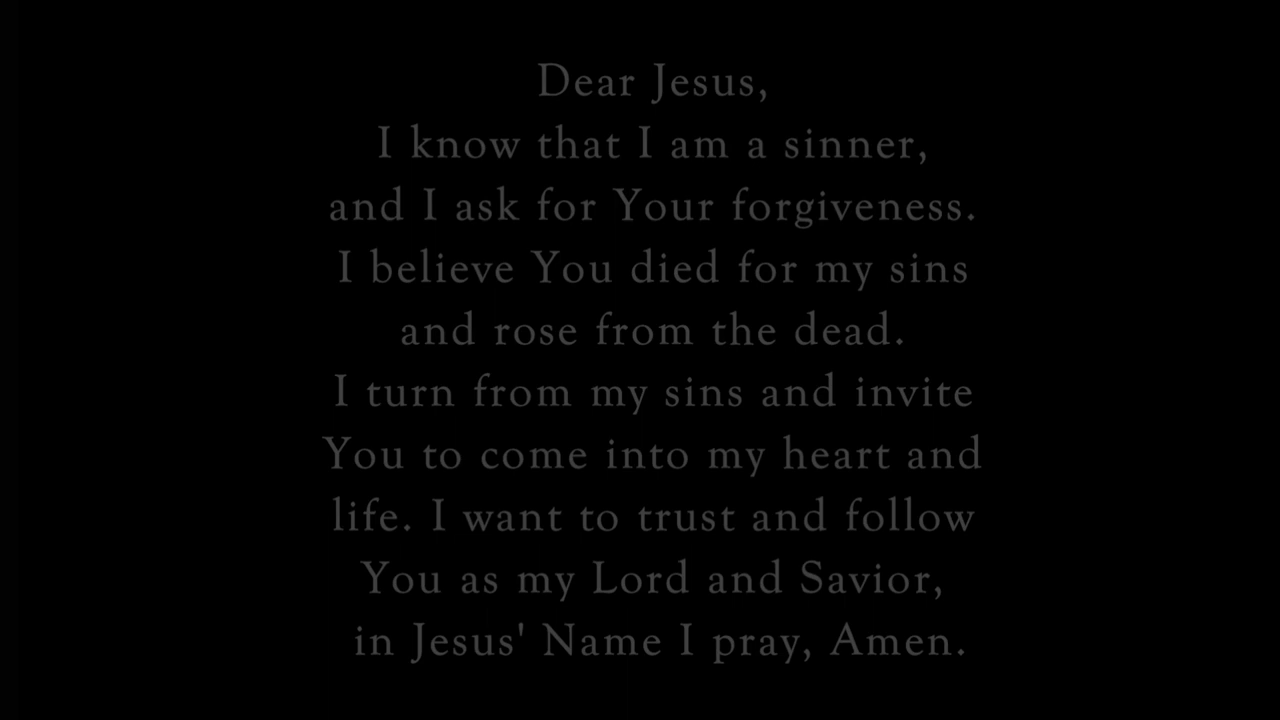 Dear Jesus,
I know that I am a sinner,
and I ask for Your forgiveness.
I believe You died for my sins
and rose from the dead.
I turn from my sins and invite
You to come into my heart and
life. I want to trust and follow
You as my Lord and Savior,
in Jesus' Name I pray, Amen.